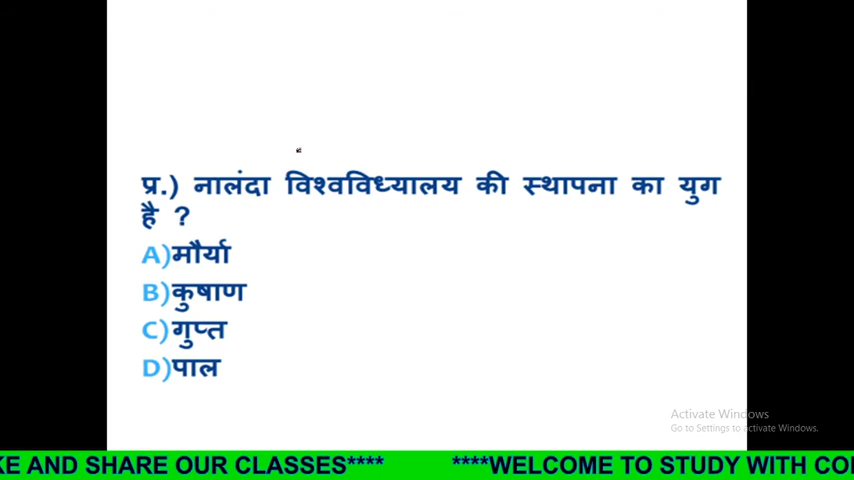 प्र.) नालंदा विश्वविध्यालय की स्थापना का युग
है ?
A)मौर्या
B)कुषाण
C)गुप्त
D)पाल
Activate Windows
Go to Settings to activate Windows.
KE AND SHARE OUR CLASSES**** ****WELCOME TO STUDY WITH CO